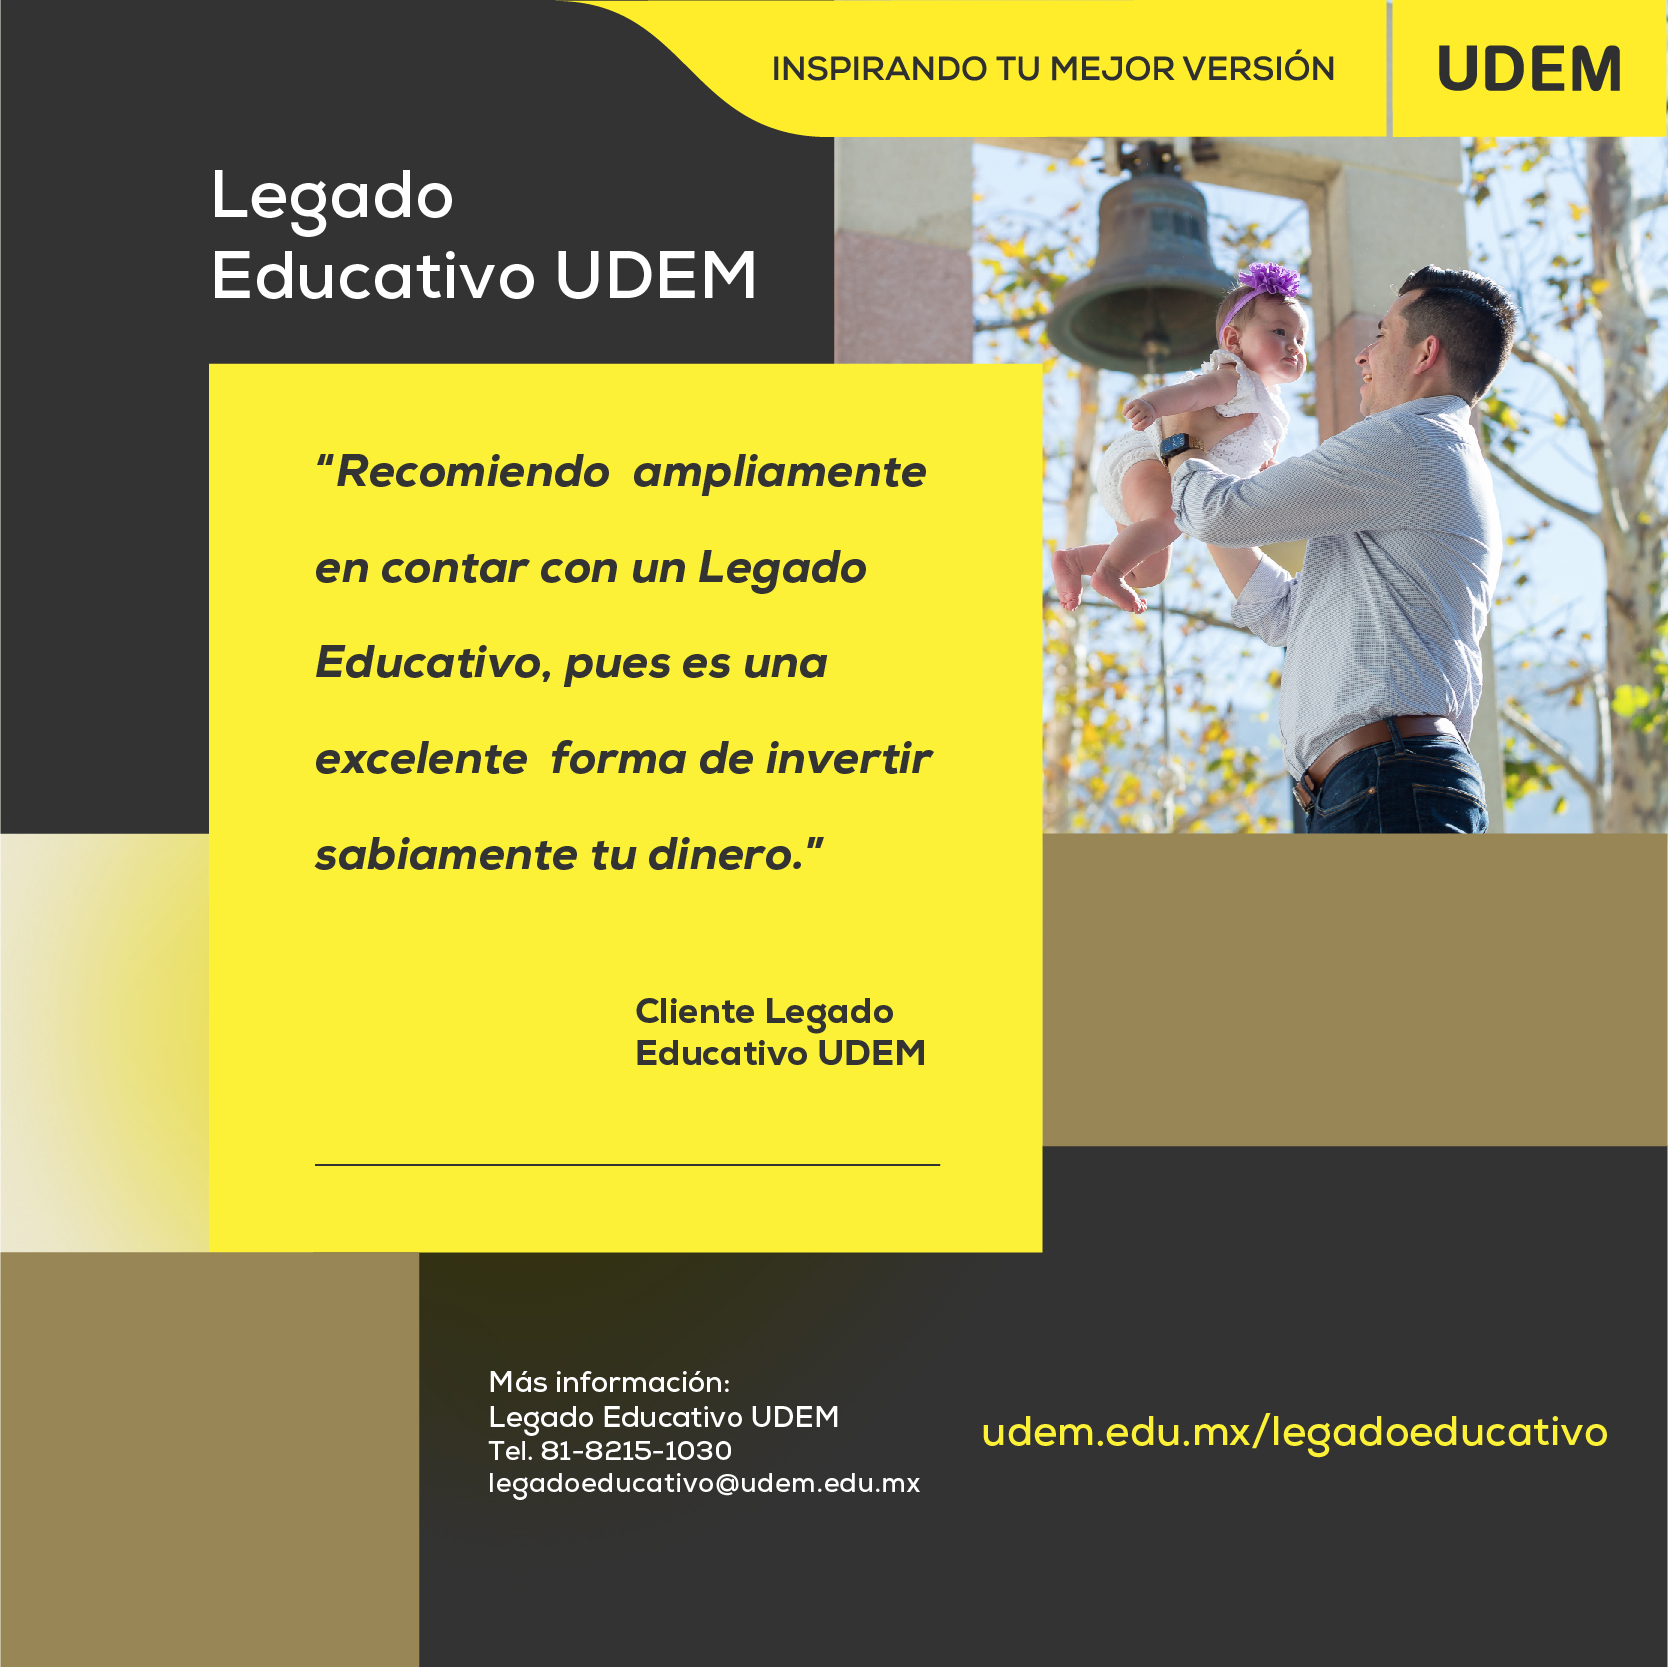 INSPIRANDO TU MEJOR VERSIÓN
UDEM
Legado
Educativo UDEM
“Recomiendo ampliamente
en contar con un Legado
Educativo, pues es una
excelente forma de invertir
sabiamente tu dinero.”
Cliente Legado
Educativo UDEM
Más información:
Legado Educativo UDEM
Tel. 81-8215-1030
legadoeducativo@udem.edu.mx
udem.edu.mx/legadoeducativo